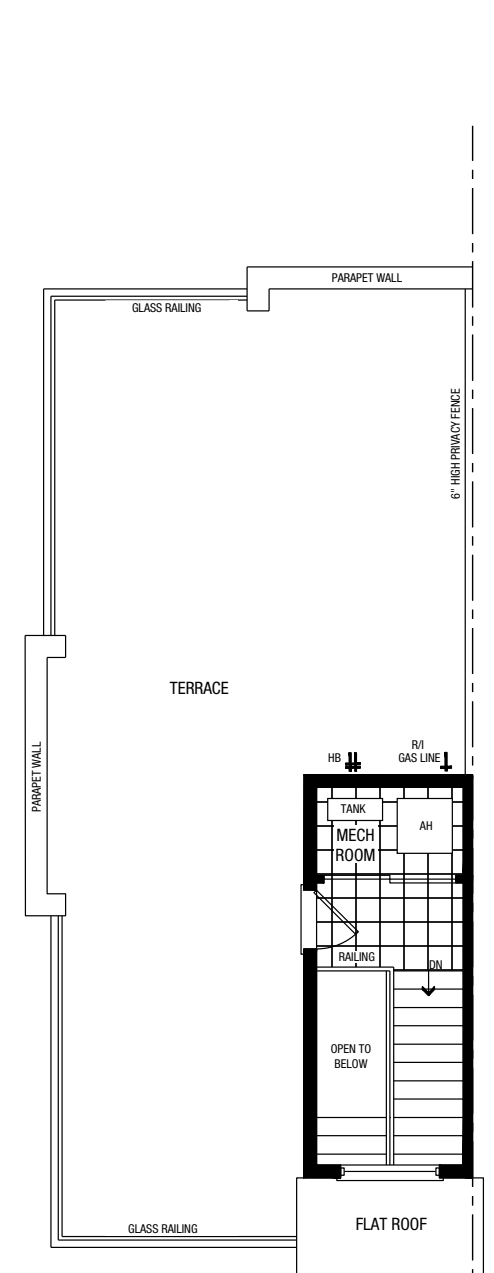 PARAPET WALL
GLASS RAILING
6" HIGH PRIVACY FENCE
TERRACE
PARAPET WALL
HB
R/I
GAS LINE
TANK
AH
MECH
ROOM
RAILING
DN
OPEN TO
BELOW
GLASS RAILING
FLAT ROOF